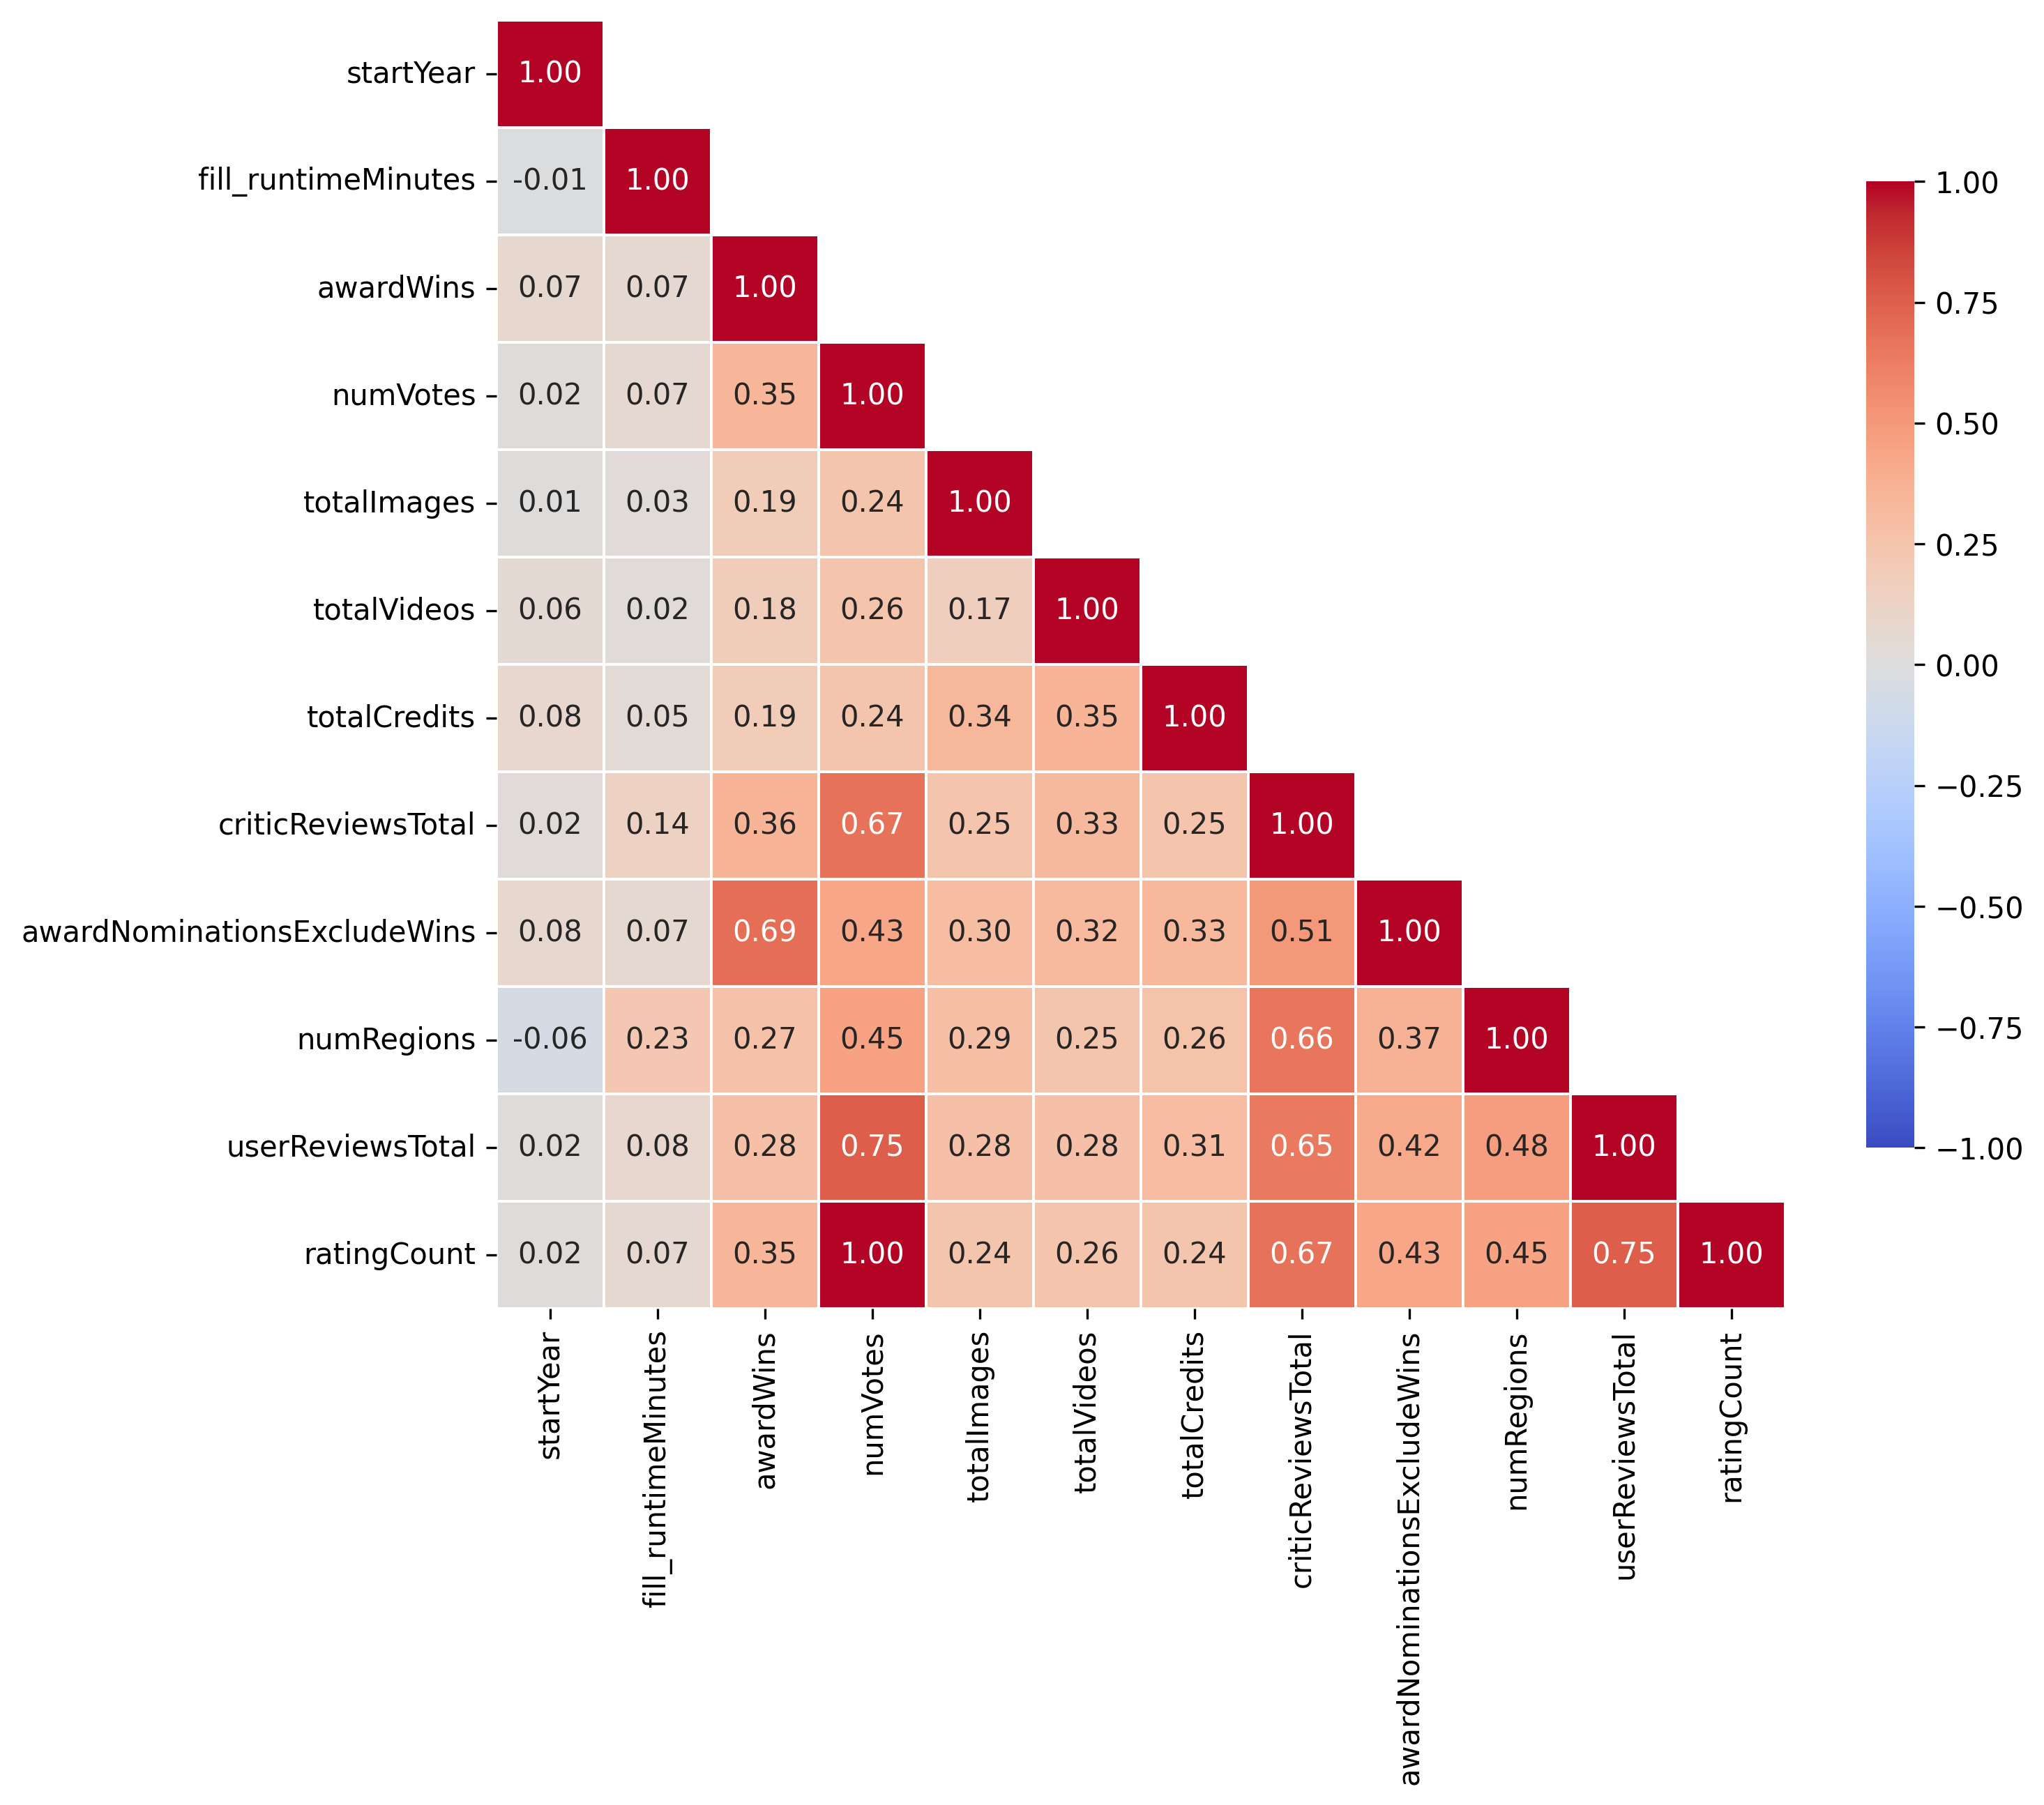 startYear 1.00
fill_runtimeMinutes -0.01 1.00
awardWins 0.07 0.07 1.00
numVotes 0.02 0.07 0.35 1.00
totalImages 0.01 0.03 0.19 0.24 1.00
totalVideos 0.06 0.02 0.18 0.26 0.17 1.00
totalCredits 0.08 0.05 0.19 0.24 0.34 0.35 1.00
criticReviewsTotal 0.02 0.14 0.36 0.67 0.25 0.33 0.25 1.00
awardNominationsExcludeWins 0.08 0.07 0.69 0.43 0.30 0.32 0.33 0.51 1.00
numRegions -0.06 0.23 0.27 0.45 0.29 0.25 0.26 0.66 0.37 1.00
userReviewsTotal 0.02 0.08 0.28 0.75 0.28 0.28 0.31 0.65 0.42 0.48 1.00
ratingCount 0.02 0.07 0.35 1.00 0.24 0.26 0.24 0.67 0.43 0.45 0.75 1.00
startYear
fill_runtimeMinutes
awardWins
numVotes
totalImages
totalVideos
totalCredits
criticReviewsTotal
awardNominationsExcludeWins
numRegions
userReviewsTotal
ratingCount
1.00
0.75
0.50
0.25
0.00
−0.25
−0.50
−0.75
−1.00